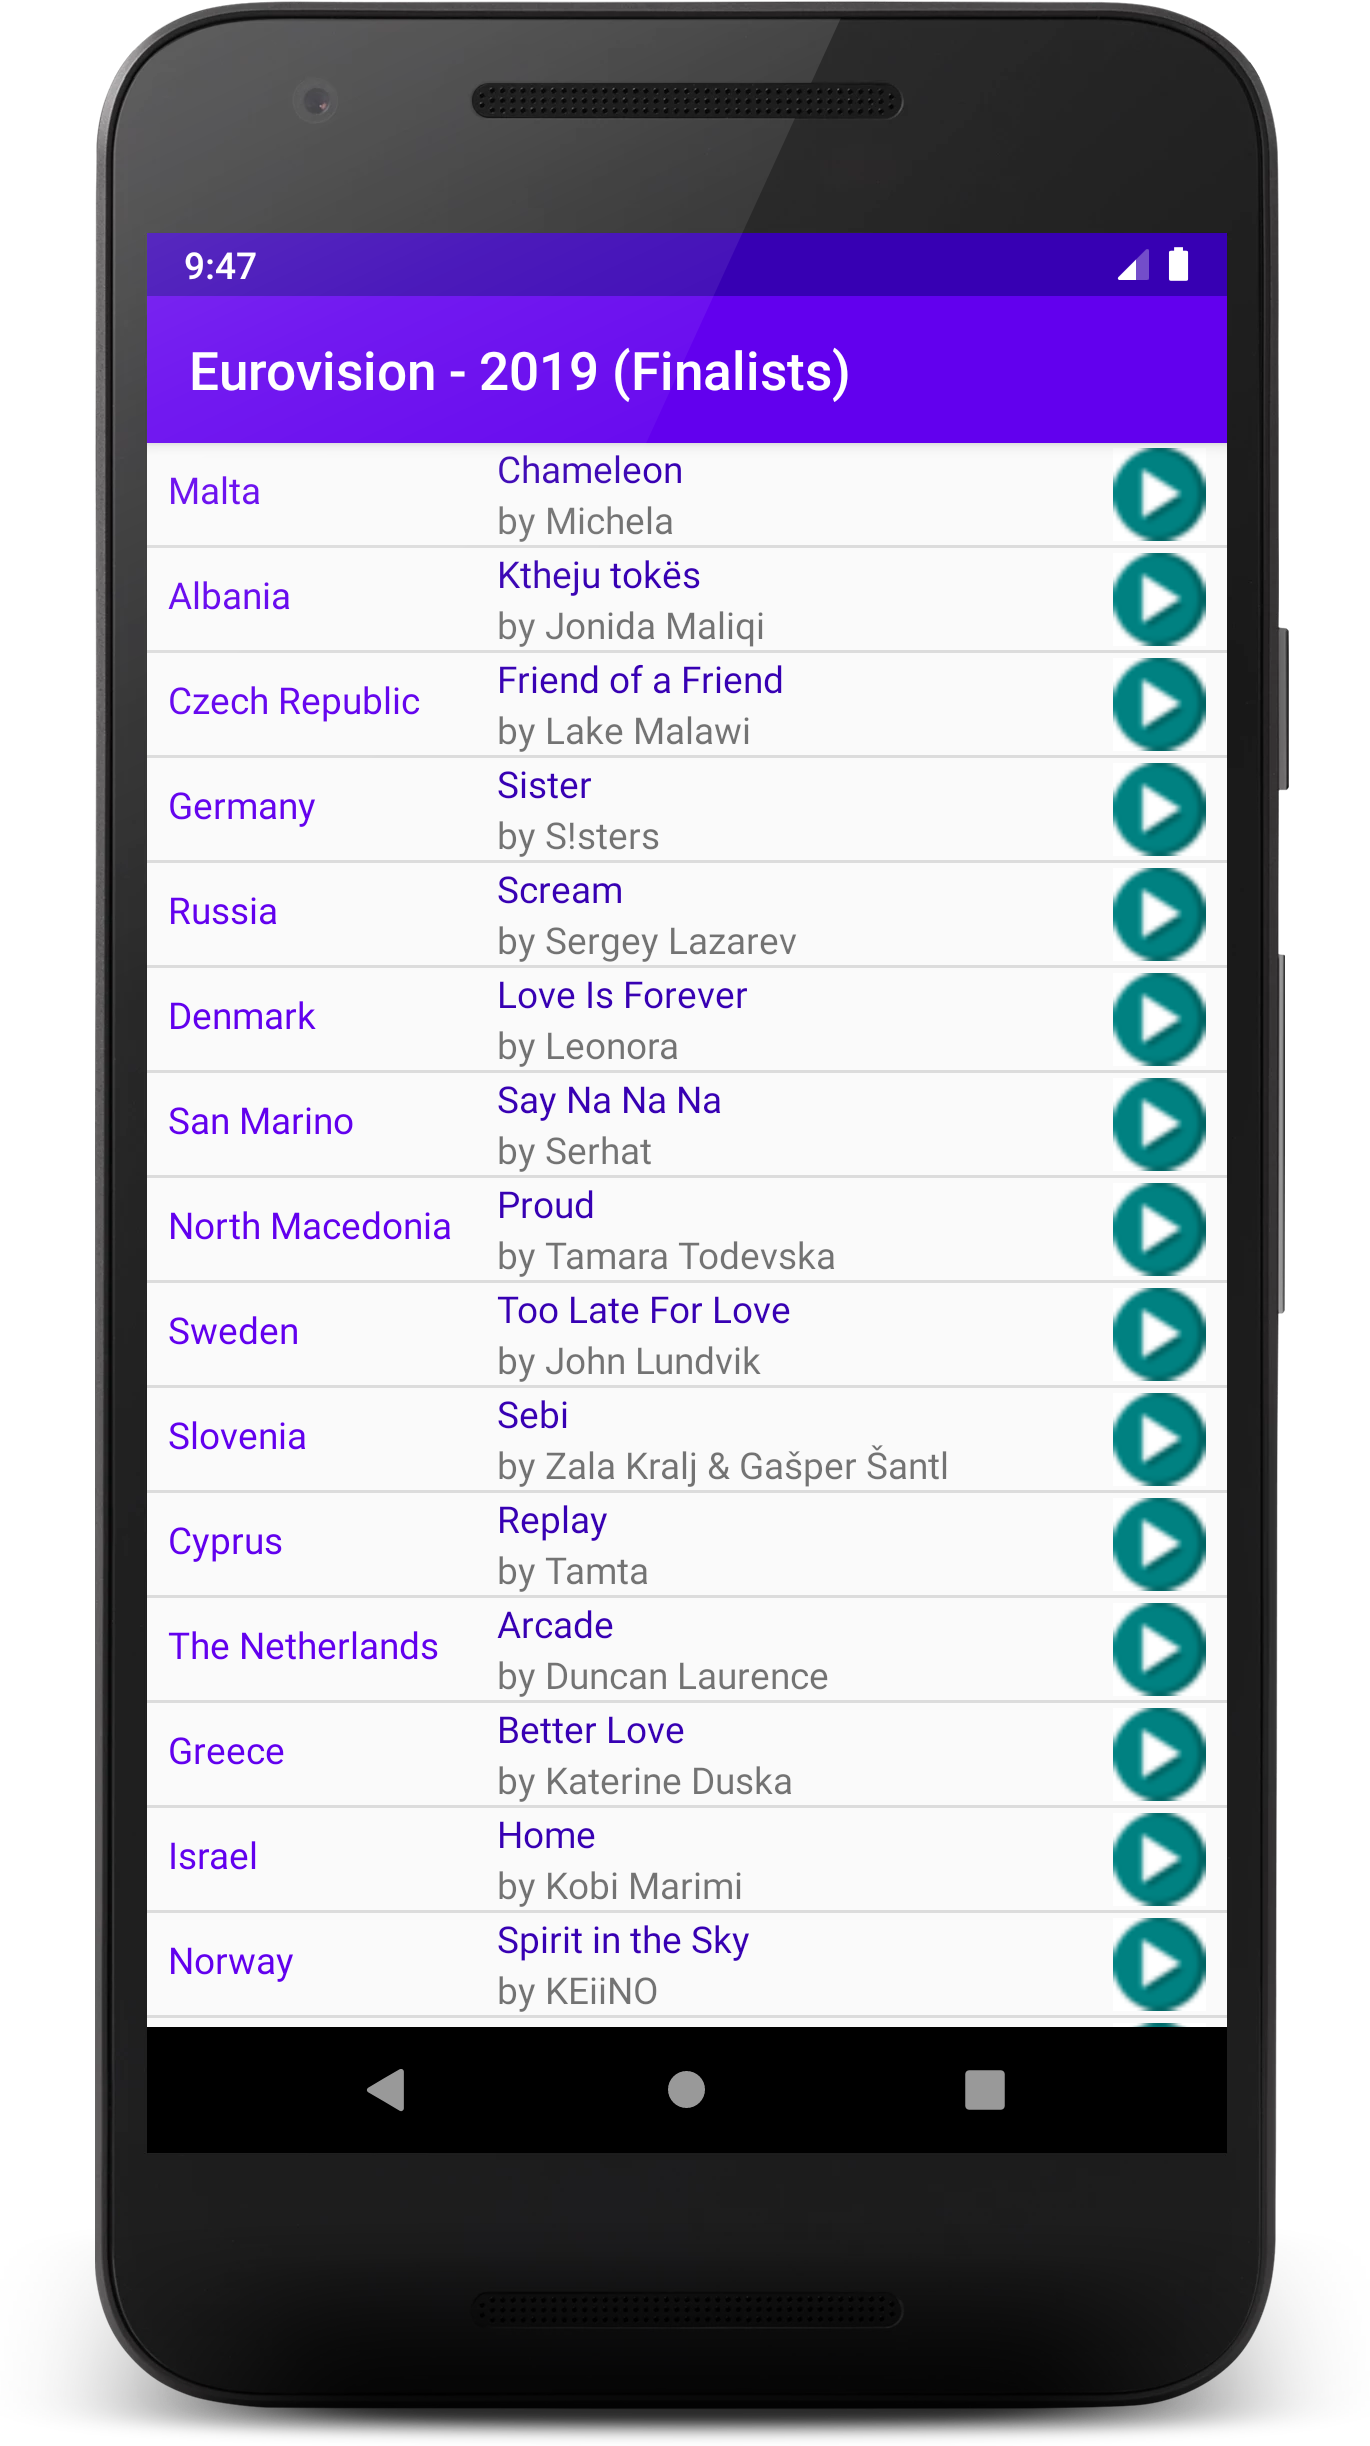 9:47
Eurovision - 2019 (Finalists)
Malta
Chameleon
by Michela
Albania
Ktheju tokës
by Jonida Maliqi
Czech Republic
Friend of a Friend
by Lake Malawi
Germany
Sister
by S!sters
Russia
Scream
by Sergey Lazarev
Denmark
Love Is Forever
by Leonora
San Marino
Say Na Na Na
by Serhat
North Macedonia
Proud
by Tamara Todevska
Sweden
Too Late For Love
by John Lundvik
Slovenia
Sebi
by Zala Kralj & Gašper Šantl
Cyprus
Replay
by Tamta
The Netherlands
Arcade
by Duncan Laurence
Greece
Better Love
by Katerine Duska
Israel
Home
by Kobi Marimi
Norway
Spirit in the Sky
by KEiiNO